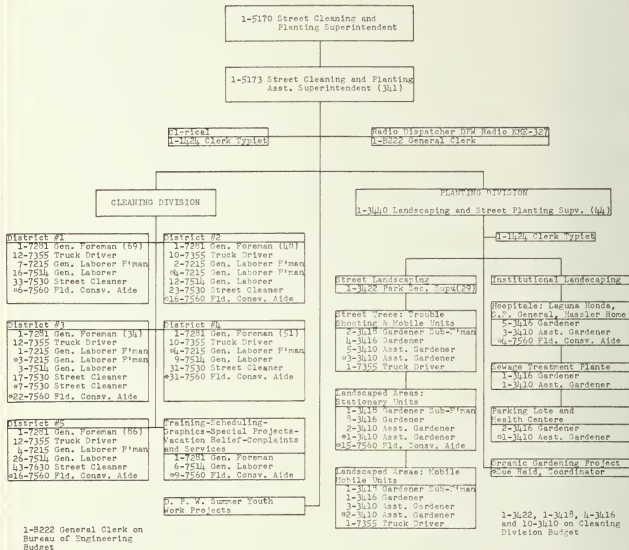 1-5170 Street Cleaning and
Planting Superintendent
1-5173 Street Cleaning and Planting
Asst. Superintendent (341)
Clerical
1-1424 Clerk Typist
Radio Dispatcher DPW Radio KME-327
1-B222 General Clerk
CLEANING DIVISION
PLANTING DIVISION
1-3440 Landscaping and Street Planting Supv. (44)
1-1424 Clerk Typist
District #1
1-7281 Gen. Foreman (69)
12-7355 Truck Driver
7-7215 Gen. Laborer F'man
16-7514 Gen. Laborer
33-7530 Street Cleaner
⊙6-7560 Fld. Consv. Aide
District #2
1-7281 Gen. Foreman (48)
10-7355 Truck Driver
2-7215 Gen. Laborer F'man
⊙4-7215 Gen. Laborer F'man
12-7514 Gen. Laborer
23-7530 Street Cleaner
⊙16-7560 Fld. Consv. Aide
District #3
1-7281 Gen. Foreman (34)
12-7355 Truck Driver
1-7215 Gen. Laborer F'man
⊙3-7215 Gen. Laborer F'man
3-7514 Gen. Laborer
17-7530 Street Cleaner
⊙7-7530 Street Cleaner
⊙22-7560 Fld. Consv. Aide
District #4
1-7281 Gen. Foreman (51)
10-7355 Truck Driver
⊙4-7215 Gen. Laborer F'man
9-7514 Gen. Laborer
31-7530 Street Cleaner
⊙31-7560 Fld. Consv. Aide
District #5
1-7281 Gen. Foreman (86)
12-7355 Truck Driver
4-7215 Gen. Laborer F'man
26-7514 Gen. Laborer
43-7630 Street Cleaner
⊙16-7560 Fld. Consv. Aide
Training-Scheduling-
Graphics-Special Projects-
Vacation Relief-Complaints
and Services
1-7281 Gen. Foreman
6-7514 Gen. Laborer
⊙9-7560 Fld. Consv. Aide
D. P. W. Summer Youth
Work Projects
1-B222 General Clerk on
Bureau of Engineering
Budget
Street Landscaping
1-3422 Park Sec. Supv(29)
Street Trees: Trouble
Shooting & Mobile Units
2-3418 Gardener Sub-F'man
4-3416 Gardener
5-3410 Asst. Gardener
⊙3-3410 Asst. Gardener
1-7355 Truck Driver
Landscaped Areas:
Stationary Units
1-3418 Gardener Sub-F'man
9-3416 Gardener
2-3410 Asst. Gardener
⊙1-3410 Asst. Gardener
⊙15-7560 Fld. Consv. Aide
Landscaped Areas: Mobile
Mobile Units
1-3418 Gardener Sub-F'man
1-3416 Gardener
3-3410 Asst. Gardener
⊙2-3410 Asst. Gardener
1-7355 Truck Driver
Institutional Landscaping
Hospitals: Laguna Honda,
S.F. General, Hassler Home
5-3416 Gardener
3-3410 Asst. Gardener
⊙4-7560 Fld. Consv. Aide
Sewage Treatment Plants
1-3416 Gardener
1-3410 Asst. Gardener
Parking Lots and
Health Centers
2-3416 Gardener
⊙1-3410 Asst. Gardener
Organic Gardening Project
⊙Sue Reid, Coordinator
1-3422, 1-3418, 4-3416
and 10-3410 on Cleaning
Division Budget